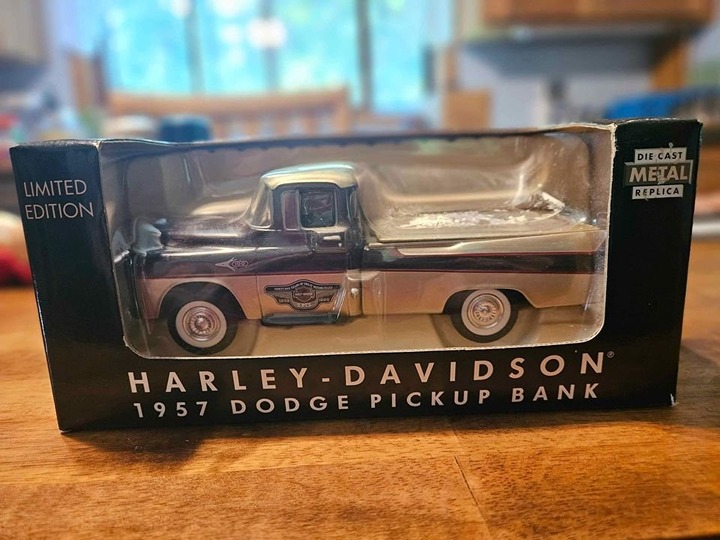 LIMITED
EDITION
DIE CAST
METAL
REPLICA
HARLEY-DAVIDSON®
1957 DODGE PICKUP BANK